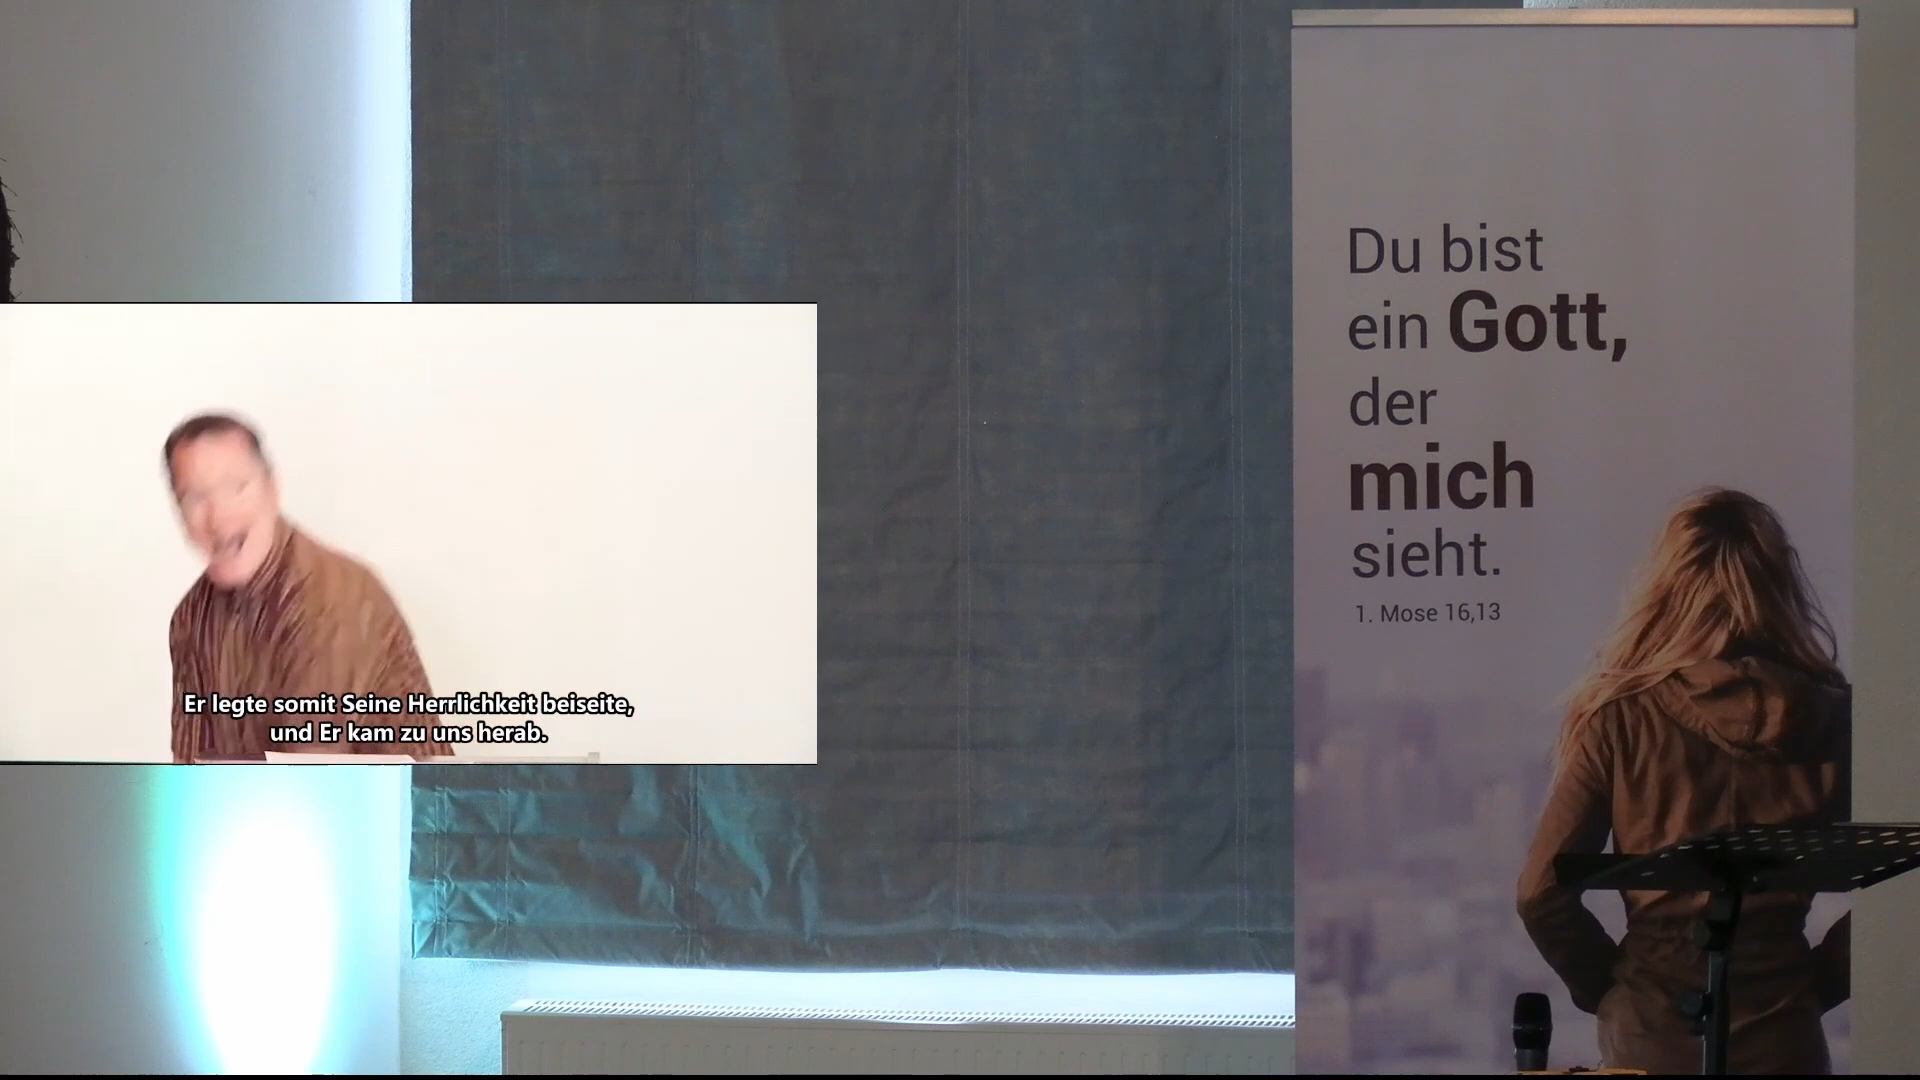 Du bist
ein Gott,
der
mich
sieht.
1. Mose 16,13
Er legte somit Seine Herrlichkeit beiseite,
und Er kam zu uns herab.